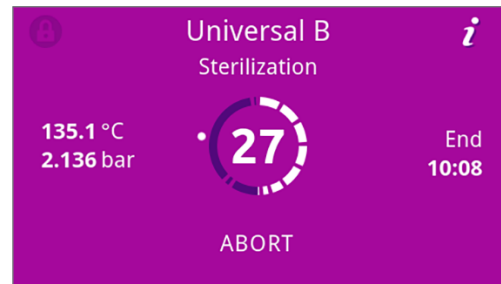 Universal B
i
Sterilization
135.1 °C
2.136 bar
27
End
10:08
ABORT